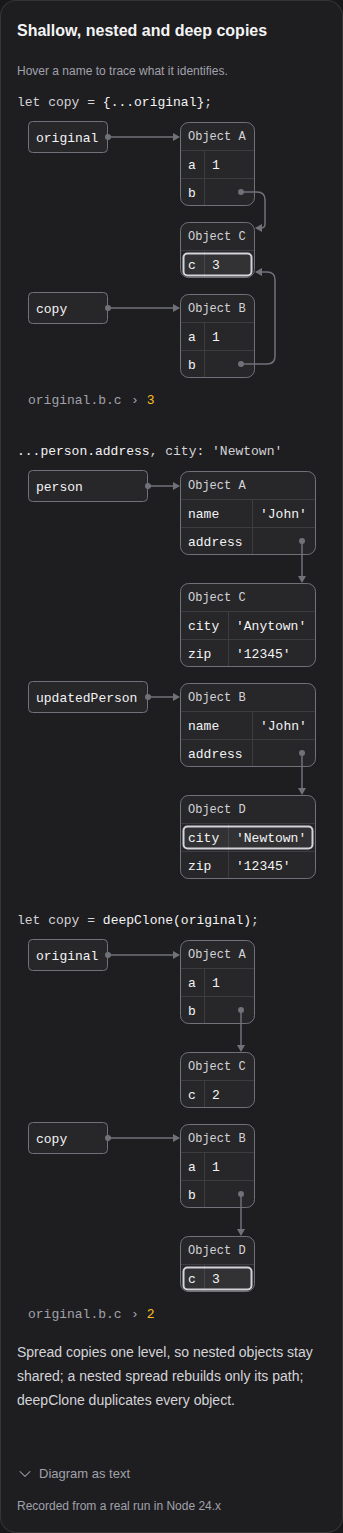 Shallow, nested and deep copies
Hover a name to trace what it identifies.
let copy = {...original};
original
Object A
a 1
b
Object C
c 3
copy
Object B
a 1
b
original.b.c › 3
...person.address, city: 'Newtown'
person
Object A
name 'John'
address
Object C
city 'Anytown'
zip '12345'
updatedPerson
Object B
name 'John'
address
Object D
city 'Newtown'
zip '12345'
let copy = deepClone(original);
original
Object A
a 1
b
Object C
c 2
copy
Object B
a 1
b
Object D
c 3
original.b.c › 2
Spread copies one level, so nested objects stay
shared; a nested spread rebuilds only its path;
deepClone duplicates every object.
Diagram as text
Recorded from a real run in Node 24.x